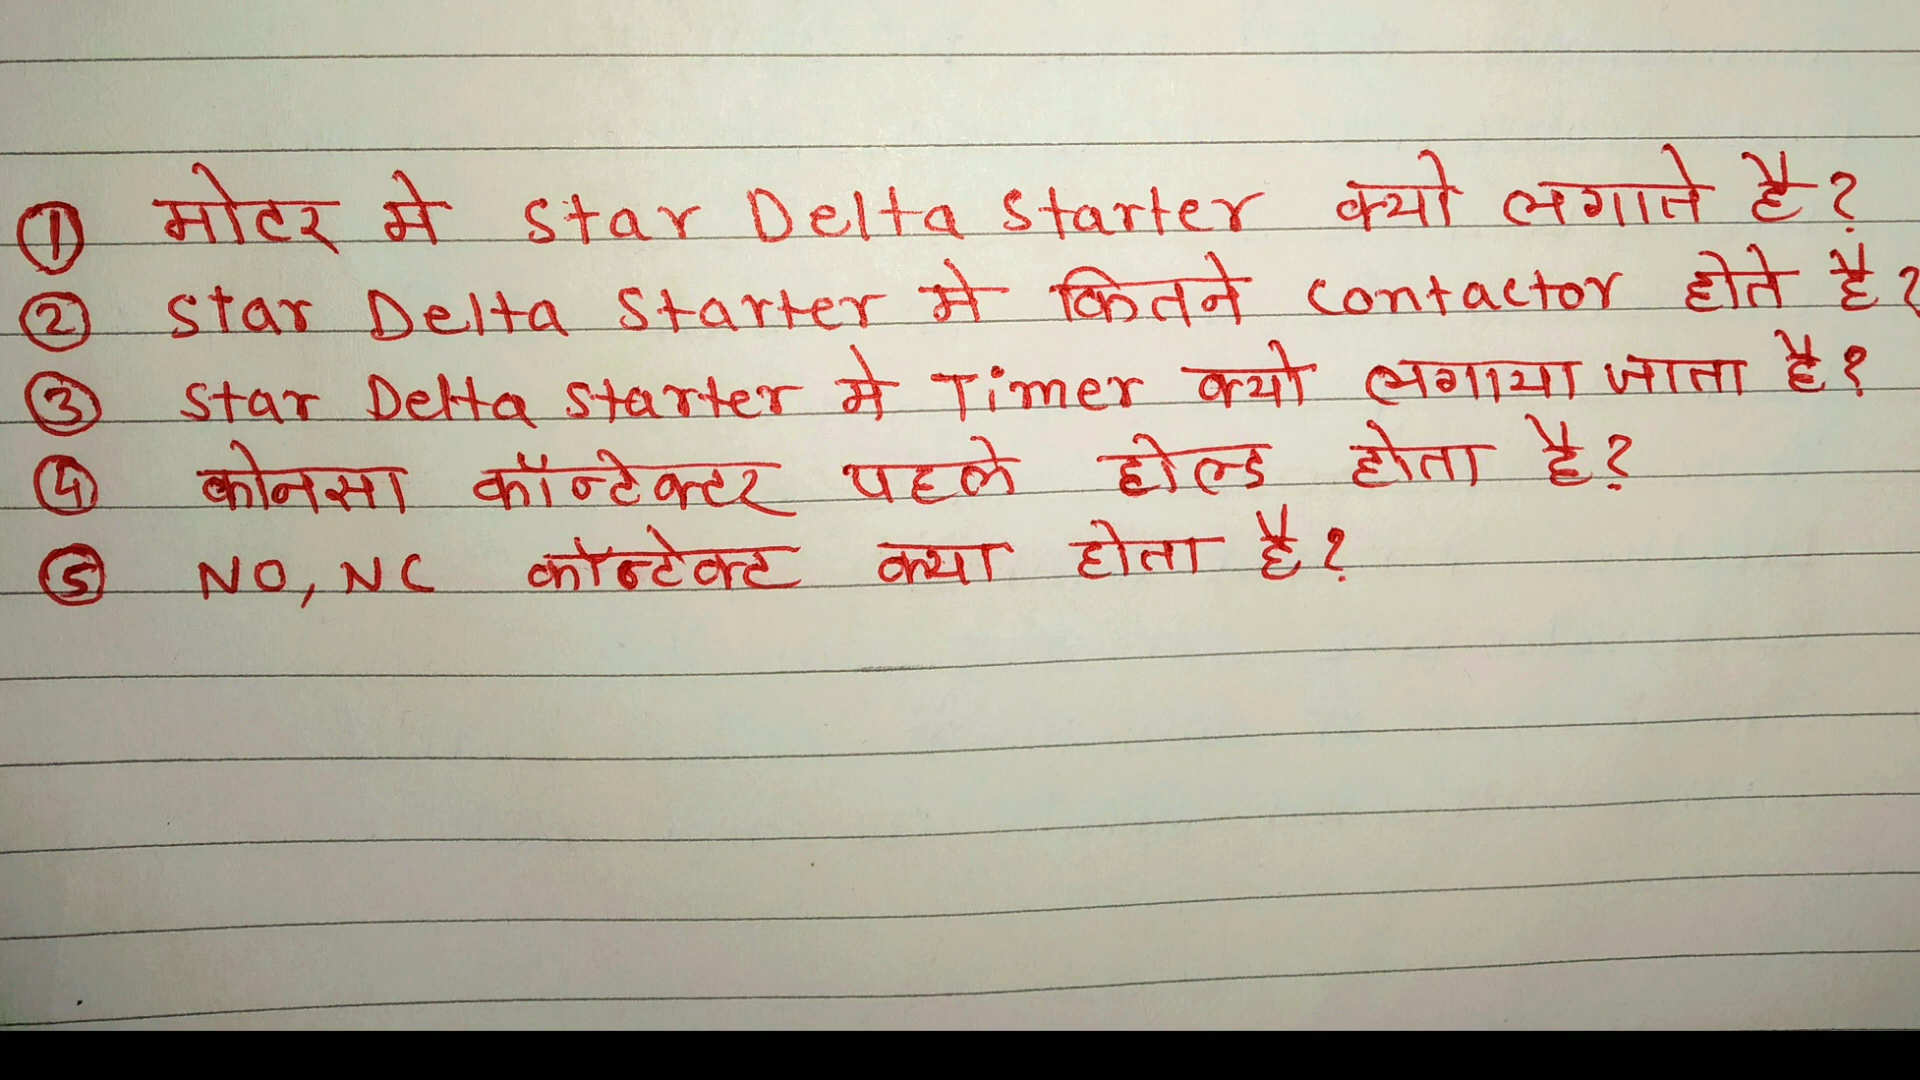 ① मोटर मे Star Delta Starter क्यो लगाते है?
② Star Delta Starter मे कितने contactor होते है?
③ Star Delta Starter मे Timer क्यो लगाया जाता है?
④ कोनसा कॉन्टेक्टर पहले होल्ड होता है?
⑤ NO, NC कॉन्टेक्ट क्या होता है?